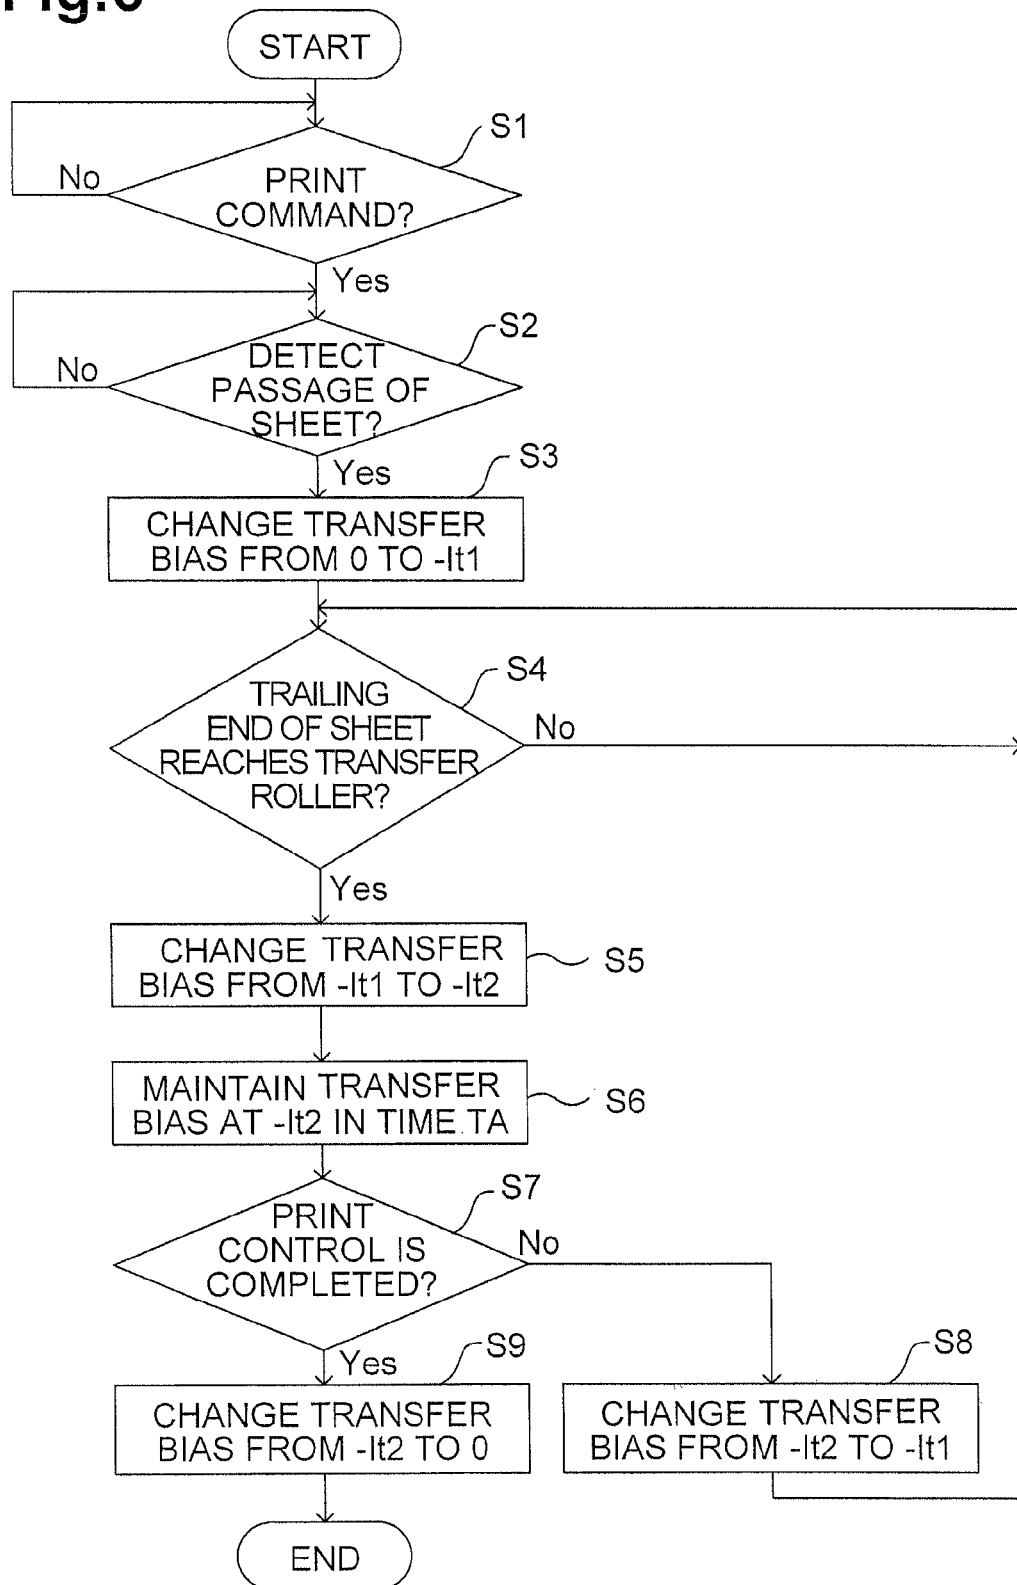 START
S1
No
PRINT
COMMAND?
Yes
S2
No
DETECT
PASSAGE OF
SHEET?
Yes
S3
CHANGE TRANSFER
BIAS FROM 0 TO -It1
S4
TRAILING
END OF SHEET
REACHES TRANSFER
ROLLER?
No
Yes
CHANGE TRANSFER
BIAS FROM -It1 TO -It2
S5
MAINTAIN TRANSFER
BIAS AT -It2 IN TIME TA
S6
S7
PRINT
CONTROL IS
COMPLETED?
No
Yes
S9
CHANGE TRANSFER
BIAS FROM -It2 TO 0
S8
CHANGE TRANSFER
BIAS FROM -It2 TO -It1
END